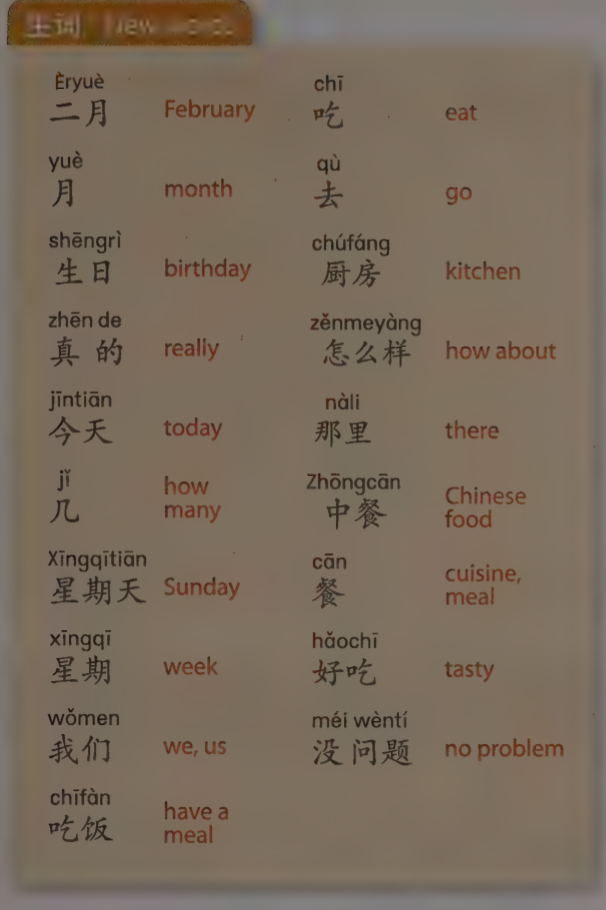 生词 New words
Èryuè
二月 February
yuè
月 month
shēngrì
生日 birthday
zhēn de
真 的 really
jīntiān
今天 today
jǐ
几 how
many
Xīngqītiān
星期天 Sunday
xīngqī
星期 week
wǒmen
我们 we, us
chīfàn
吃饭 have a
meal
chī
吃 eat
qù
去 go
chúfáng
厨房 kitchen
zěnmeyàng
怎么样 how about
nàli
那里 there
Zhōngcān
中餐 Chinese
food
cān
餐 cuisine,
meal
hǎochī
好吃 tasty
méi wèntí
没 问题 no problem